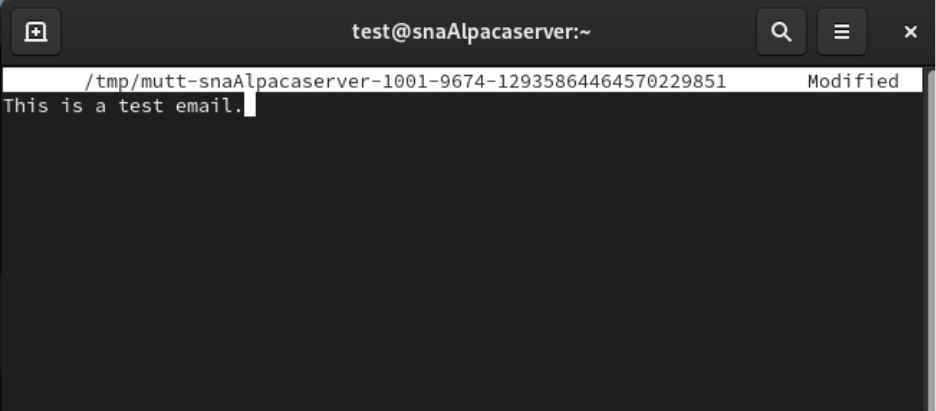 test@snaAlpacaserver:~
/tmp/mutt-snaAlpacaserver-1001-9674-12935864464570229851 Modified
This is a test email.